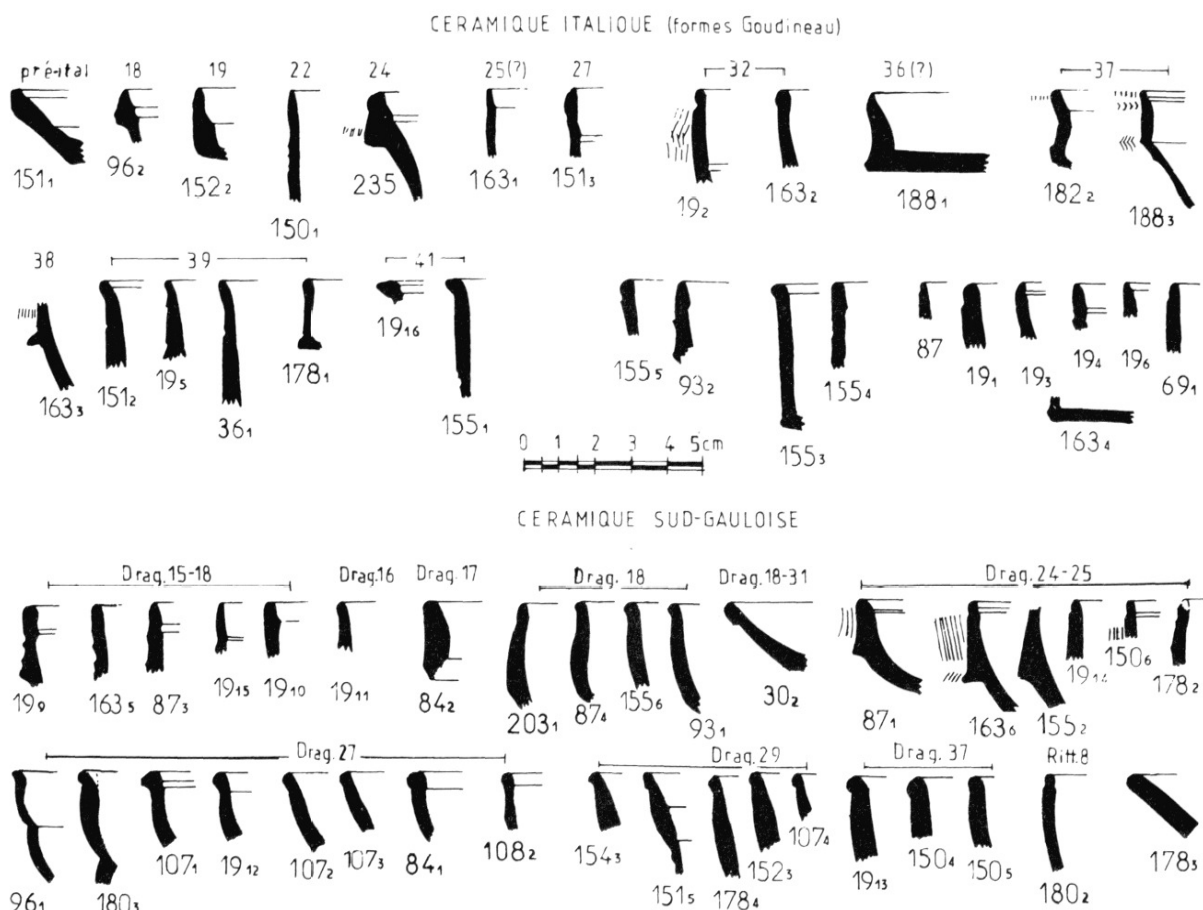 CERAMIQUE ITALIQUE (formes Goudineau)
pré-ital 18 19 22 24 25(?) 27 32 36(?) 37
151₁ 96₂ 152₂ 150₁ 235 163₁ 151₃ 19₂ 163₂ 188₁ 182₂ 188₃
38 39 41
163₃ 151₂ 19₅ 36₁ 178₁ 19₁₆ 155₁ 155₅ 93₂ 155₃ 155₄ 87 19₁ 19₃ 19₄ 19₆ 69₁
163₄
0 1 2 3 4 5cm
CERAMIQUE SUD-GAULOISE
Drag.15-18 Drag.16 Drag.17 Drag.18 Drag.18-31 Drag.24-25
19₉ 163₅ 87₃ 19₁₅ 19₁₀ 19₁₁ 84₂ 203₁ 87₄ 155₆ 93₁ 30₂ 87₁ 163₆ 155₂ 19₁₄ 150₆ 178₂
Drag.27 Drag.29 Drag.37 Ritt.8
96₁ 180₃ 107₁ 19₁₂ 107₂ 107₃ 84₁ 108₂ 154₃ 151₅ 178₄ 152₃ 107₄ 19₁₃ 150₄ 150₅ 180₂ 178₃